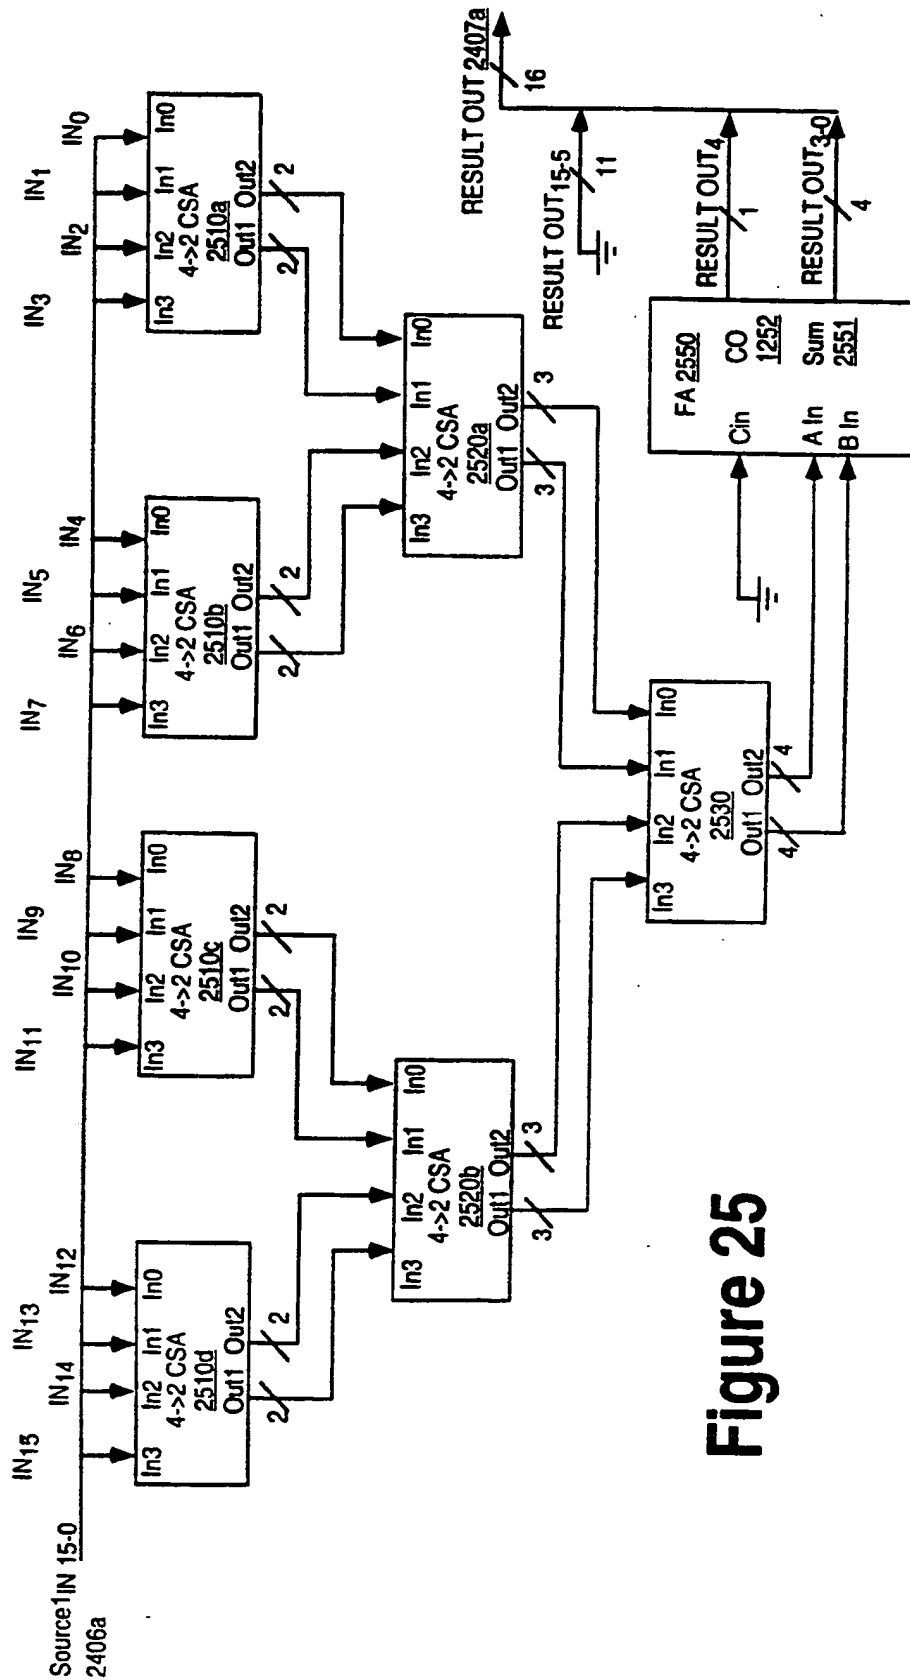 Source1 IN 15-0
2406a
IN15
IN14
IN13
IN12
IN11
IN10
IN9
IN8
IN7
IN6
IN5
IN4
IN3
IN2
IN1
IN0
In3 In2 In1 In0
4->2 CSA
2510d
Out1 Out2
2 2
In3 In2 In1 In0
4->2 CSA
2510c
Out1 Out2
2 2
In3 In2 In1 In0
4->2 CSA
2510b
Out1 Out2
2 2
In3 In2 In1 In0
4->2 CSA
2510a
Out1 Out2
2 2
In3 In2 In1 In0
4->2 CSA
2520b
Out1 Out2
3 3
In3 In2 In1 In0
4->2 CSA
2520a
Out1 Out2
3 3
In3 In2 In1 In0
4->2 CSA
2530
Out1 Out2
4 4
FA 2550
Cin
CO
1252
A In
Sum
2551
B In
RESULT OUT 2407a
16
RESULT OUT15-5
11
RESULT OUT4
1
RESULT OUT3-0
4
Figure 25